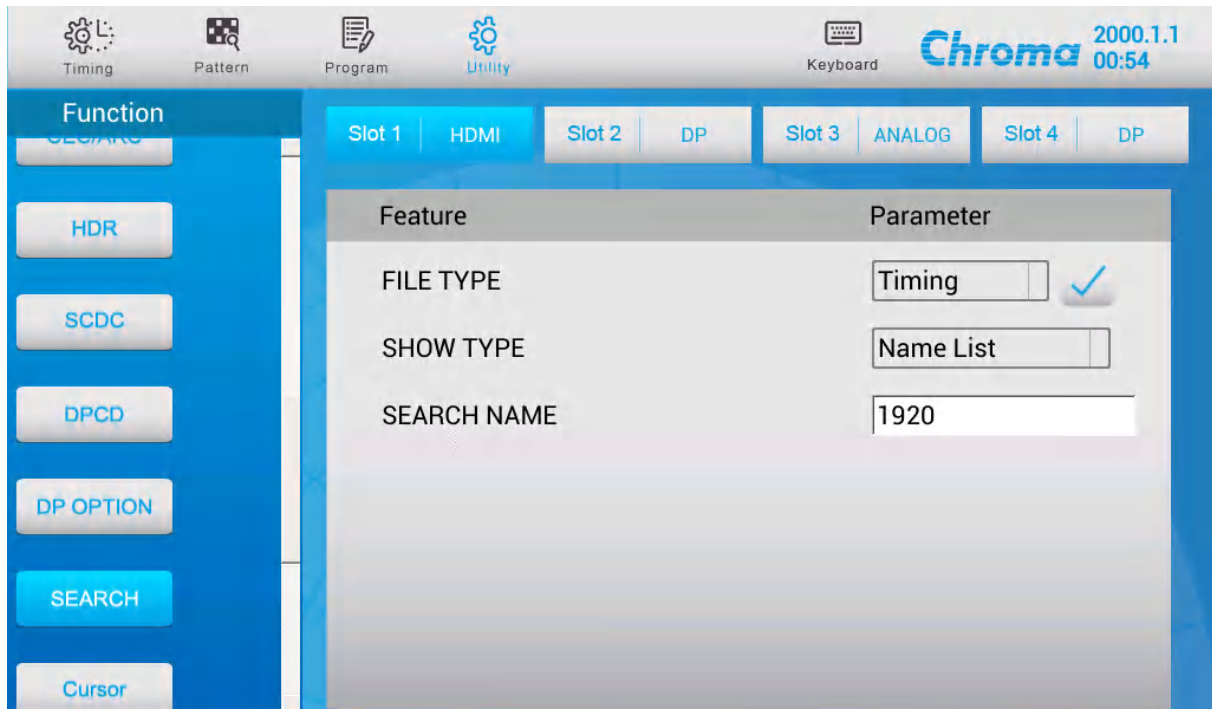 Timing Pattern Program Utility Keyboard Chroma 2000.1.1
00:54
Function
Slot 1 HDMI Slot 2 DP Slot 3 ANALOG Slot 4 DP
HDR
SCDC
DPCD
DP OPTION
SEARCH
Cursor
Feature Parameter
FILE TYPE Timing
SHOW TYPE Name List
SEARCH NAME 1920